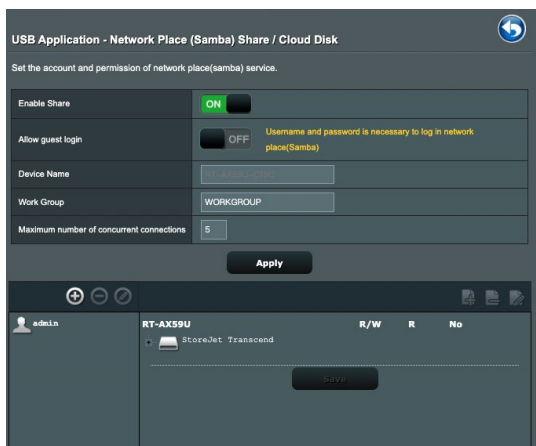 USB Application - Network Place (Samba) Share / Cloud Disk
Set the account and permission of network place(samba) service.
Enable Share
ON
Allow guest login
OFF
Username and password is necessary to log in network
place(Samba)
Device Name
Work Group
WORKGROUP
Maximum number of concurrent connections
5
Apply
admin
RT-AX59U R/W R No
StoreJet Transcend
Save